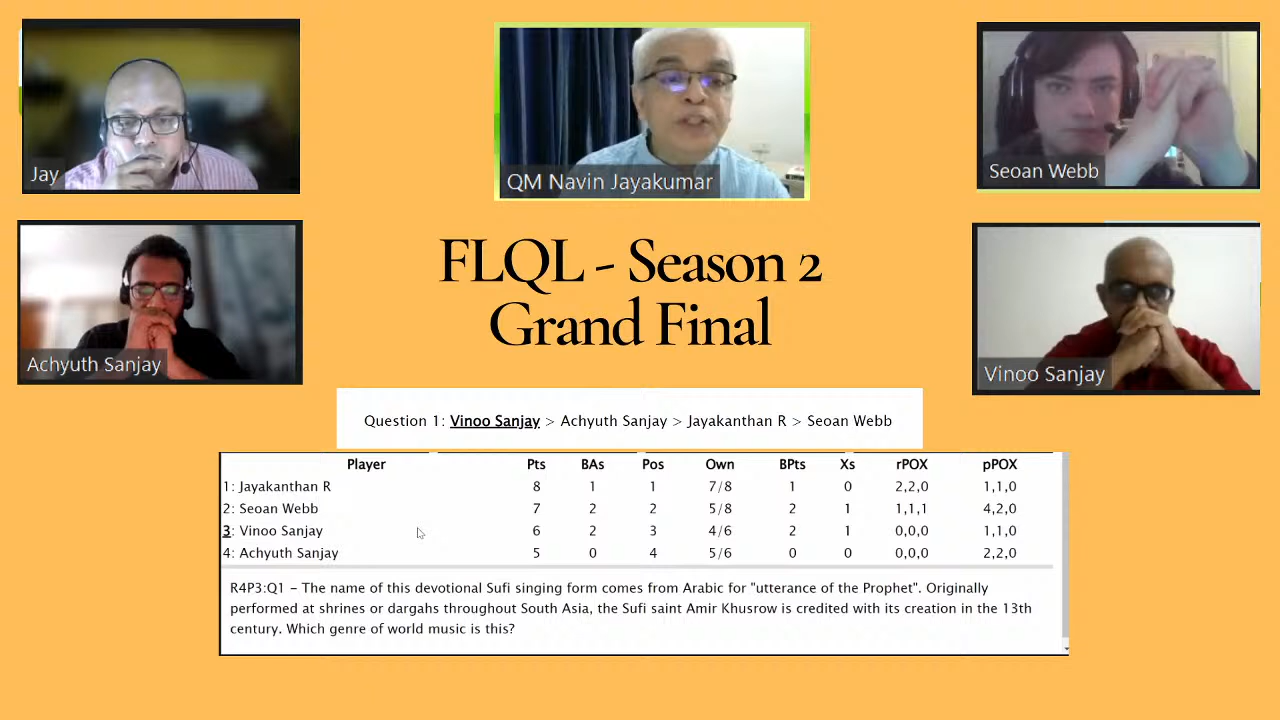 Jay
QM Navin Jayakumar
Seoan Webb
Achyuth Sanjay
Vinoo Sanjay
FLQL - Season 2
Grand Final
Question 1: Vinoo Sanjay > Achyuth Sanjay > Jayakanthan R > Seoan Webb
Player Pts BAs Pos Own BPts Xs rPOX pPOX
1: Jayakanthan R 8 1 1 7/8 1 0 2,2,0 1,1,0
2: Seoan Webb 7 2 2 5/8 2 1 1,1,1 4,2,0
3: Vinoo Sanjay 6 2 3 4/6 2 1 0,0,0 1,1,0
4: Achyuth Sanjay 5 0 4 5/6 0 0 0,0,0 2,2,0
R4P3:Q1 - The name of this devotional Sufi singing form comes from Arabic for "utterance of the Prophet". Originally
performed at shrines or dargahs throughout South Asia, the Sufi saint Amir Khusrow is credited with its creation in the 13th
century. Which genre of world music is this?